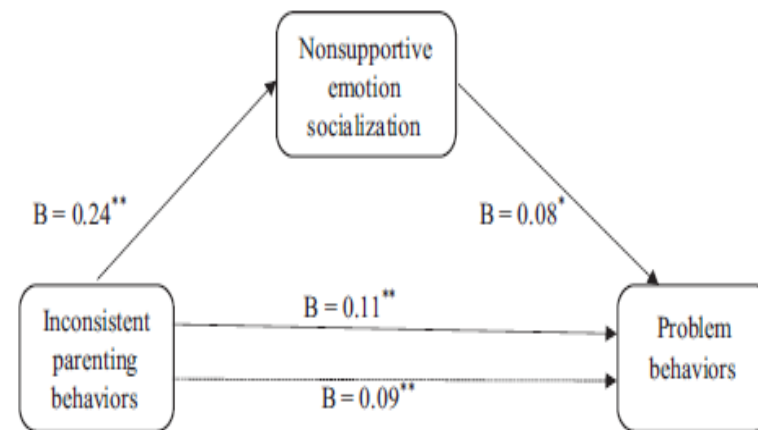 Nonsupportive
emotion
socialization
B = 0.24**
B = 0.08*
Inconsistent
parenting
behaviors
B = 0.11**
B = 0.09**
Problem
behaviors